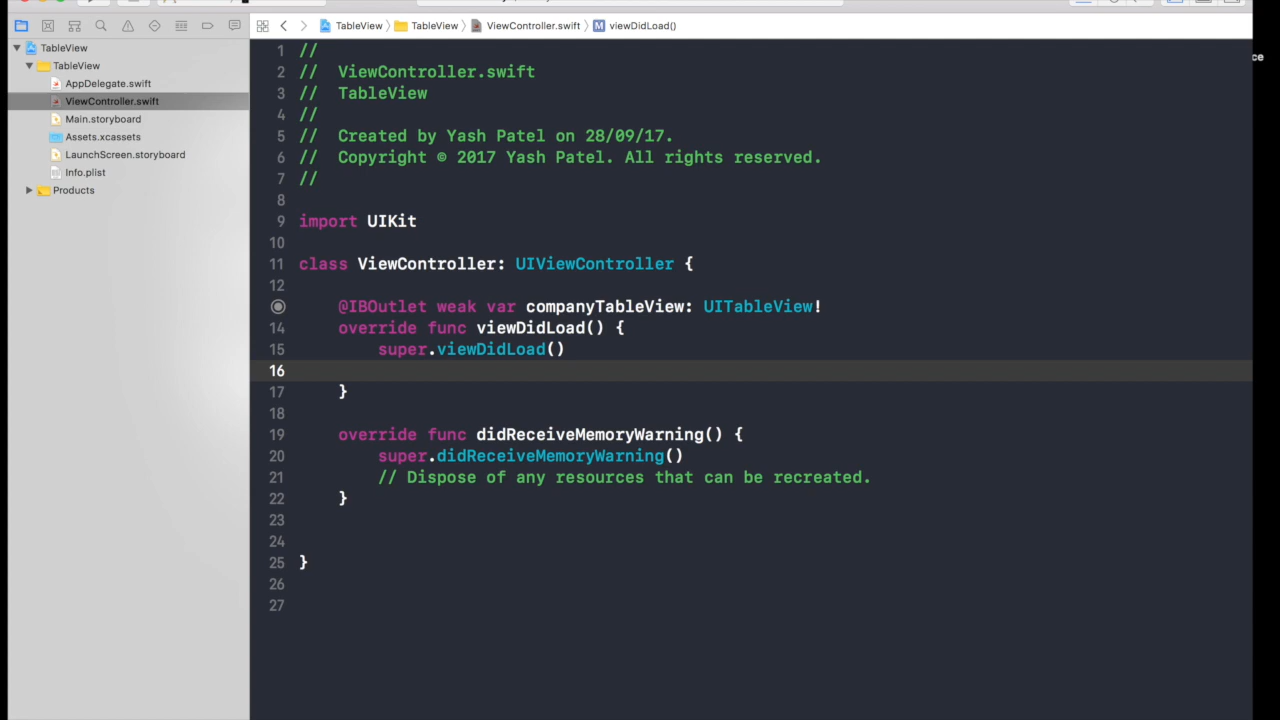 TableView
TableView
AppDelegate.swift
ViewController.swift
Main.storyboard
Assets.xcassets
LaunchScreen.storyboard
Info.plist
Products
TableView TableView ViewController.swift M viewDidLoad()
1 //
2 // ViewController.swift
3 // TableView
4 //
5 // Created by Yash Patel on 28/09/17.
6 // Copyright © 2017 Yash Patel. All rights reserved.
7 //
8
9 import UIKit
10
11 class ViewController: UIViewController {
12
@IBOutlet weak var companyTableView: UITableView!
14 override func viewDidLoad() {
15 super.viewDidLoad()
16
17 }
18
19 override func didReceiveMemoryWarning() {
20 super.didReceiveMemoryWarning()
21 // Dispose of any resources that can be recreated.
22 }
23
24
25 }
26
27
ce